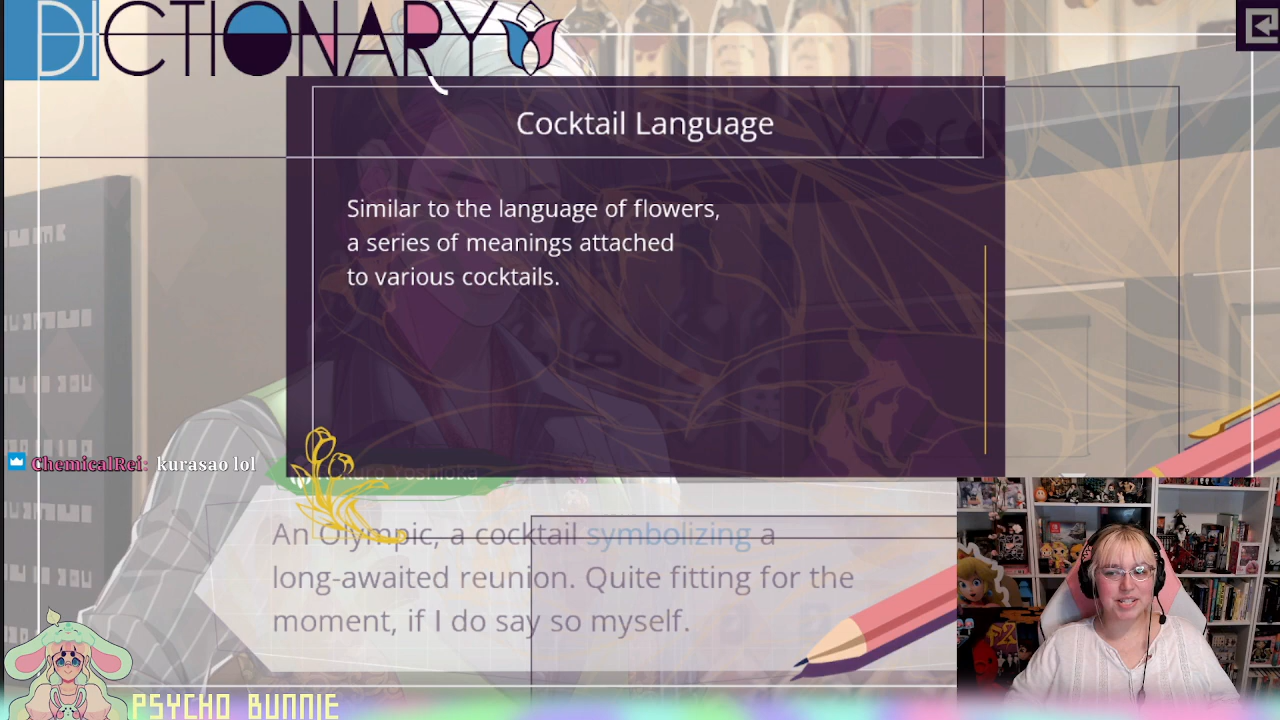 DICTIONARY
Cocktail Language
Similar to the language of flowers,
a series of meanings attached
to various cocktails.
ChemicalRei: kurasao lol
Yoshioka
An Olympic, a cocktail symbolizing a
long-awaited reunion. Quite fitting for the
moment, if I do say so myself.
PSYCHO BUNNIE